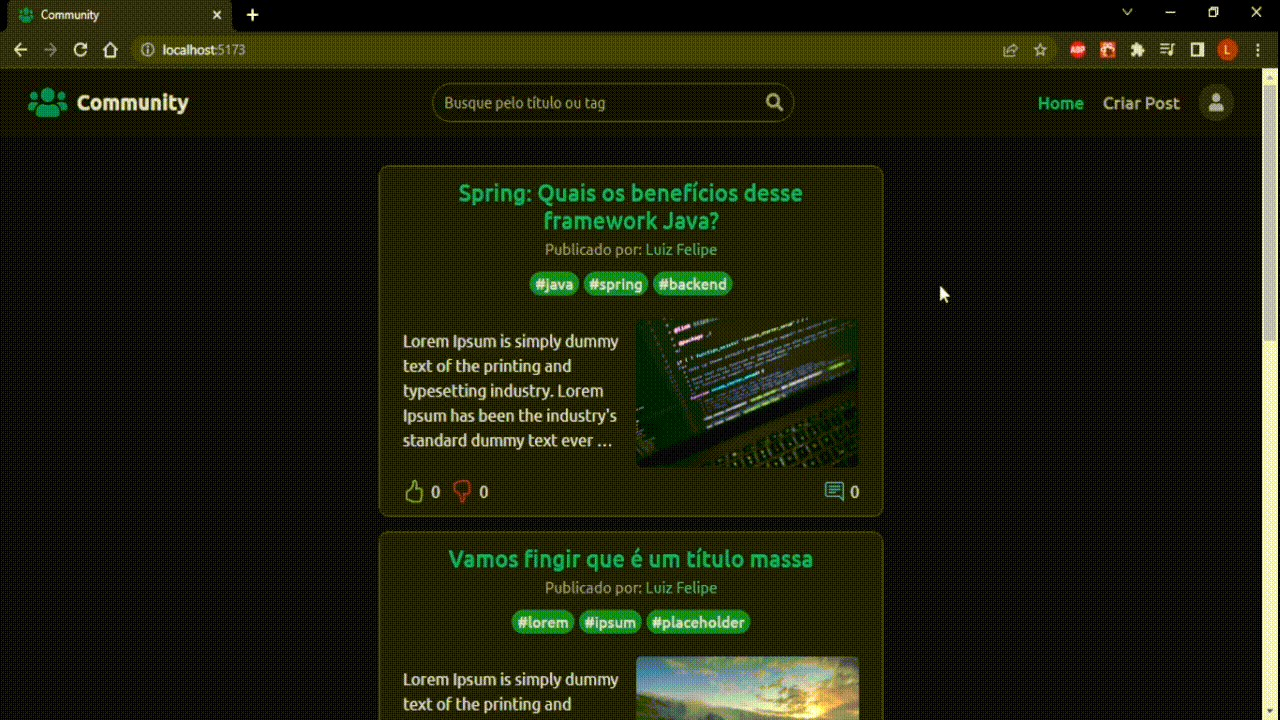 Community
localhost:5173
ABP
L
Community
Busque pelo título ou tag
Home
Criar Post
Spring: Quais os benefícios desse
framework Java?
Publicado por: Luiz Felipe
#java #spring #backend
Lorem Ipsum is simply dummy
text of the printing and
typesetting industry. Lorem
Ipsum has been the industry's
standard dummy text ever ...
0 0 0
Vamos fingir que é um título massa
Publicado por: Luiz Felipe
#lorem #ipsum #placeholder
Lorem Ipsum is simply dummy
text of the printing and